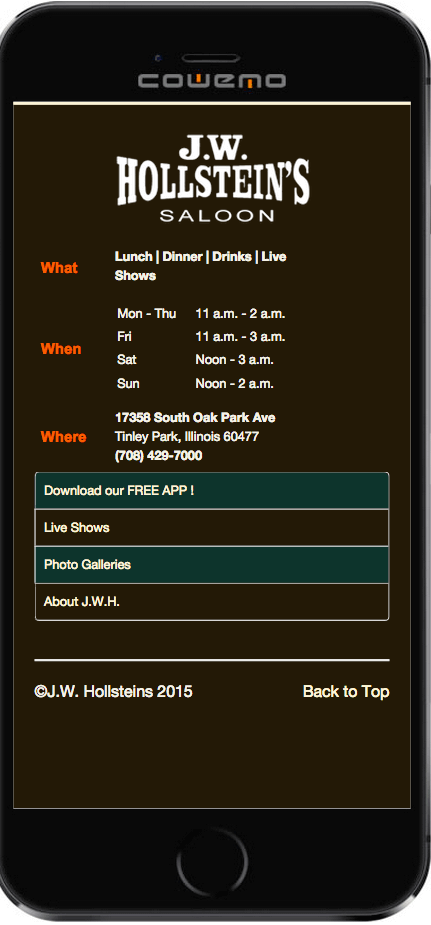 cowemo
J.W.
HOLLSTEIN'S
SALOON
What
Lunch | Dinner | Drinks | Live
Shows
When
Mon - Thu 11 a.m. - 2 a.m.
Fri 11 a.m. - 3 a.m.
Sat Noon - 3 a.m.
Sun Noon - 2 a.m.
Where
17358 South Oak Park Ave
Tinley Park, Illinois 60477
(708) 429-7000
Download our FREE APP !
Live Shows
Photo Galleries
About J.W.H.
©J.W. Hollsteins 2015 Back to Top